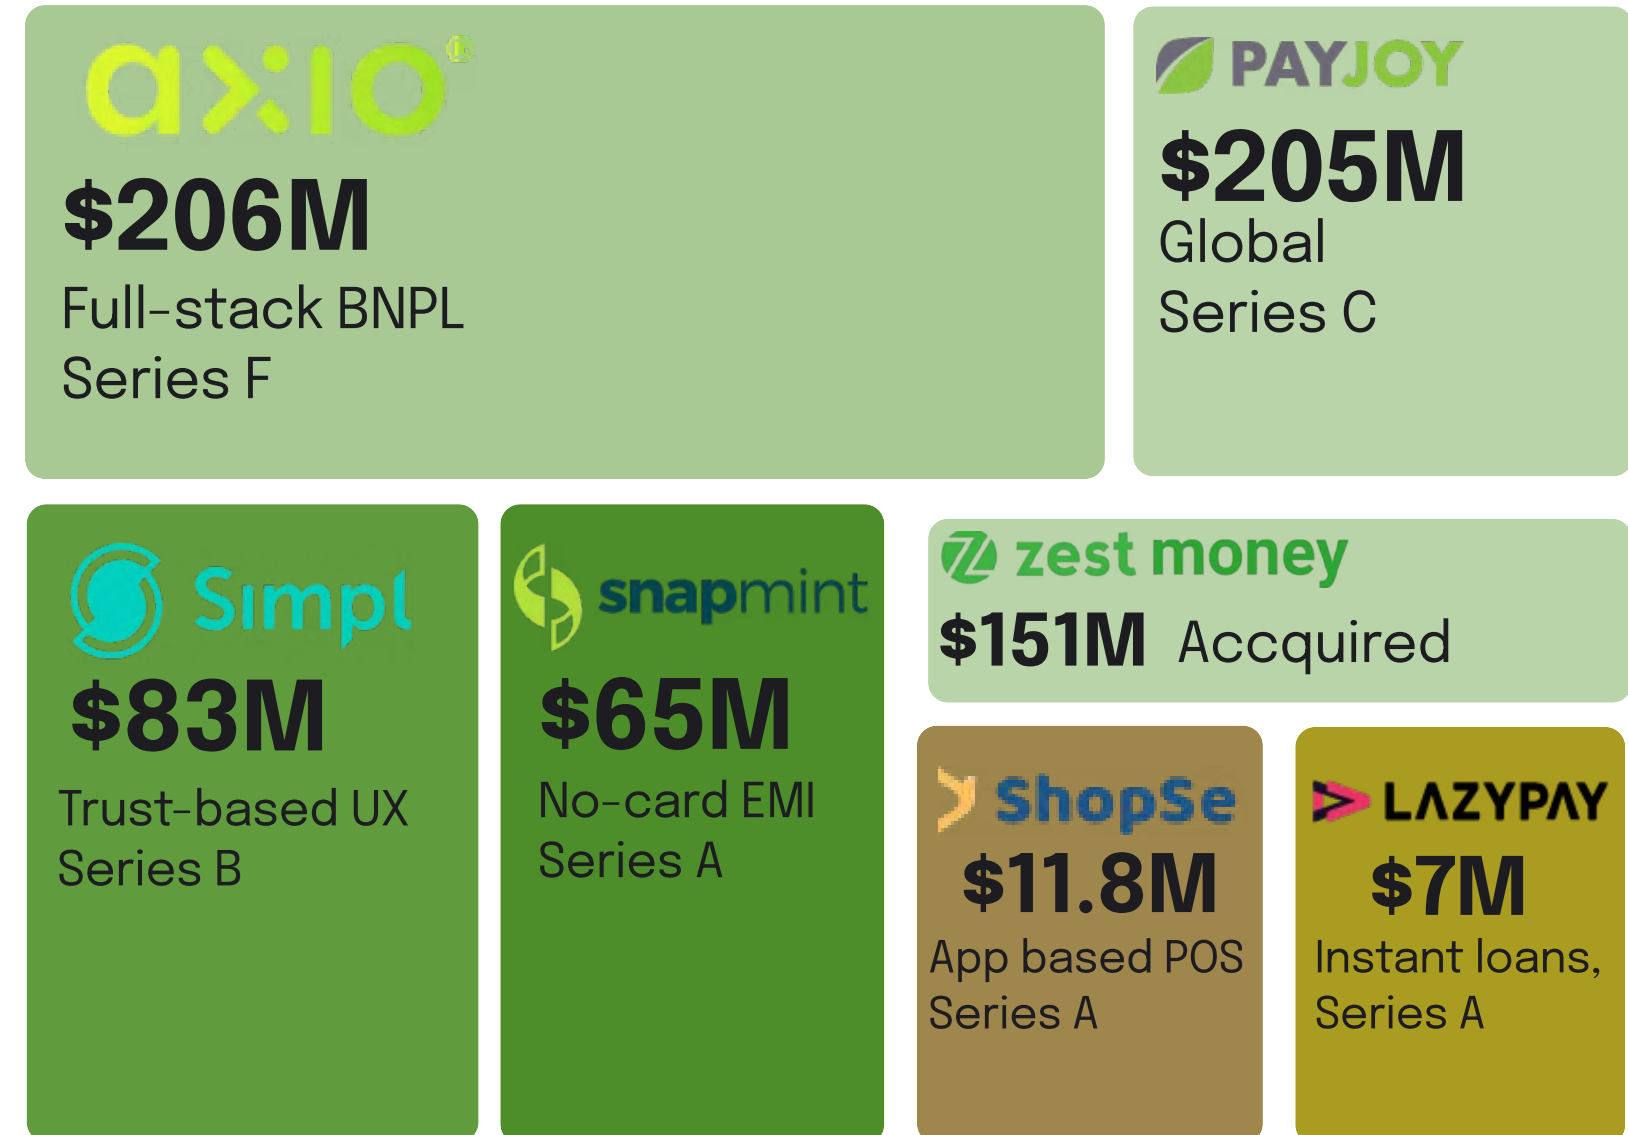 axio
$206M
Full-stack BNPL
Series F
PAYJOY
$205M
Global
Series C
Simpl
$83M
Trust-based UX
Series B
snapmint
$65M
No-card EMI
Series A
zest money
$151M Accquired
ShopSe
$11.8M
App based POS
Series A
LAZYPAY
$7M
Instant loans,
Series A